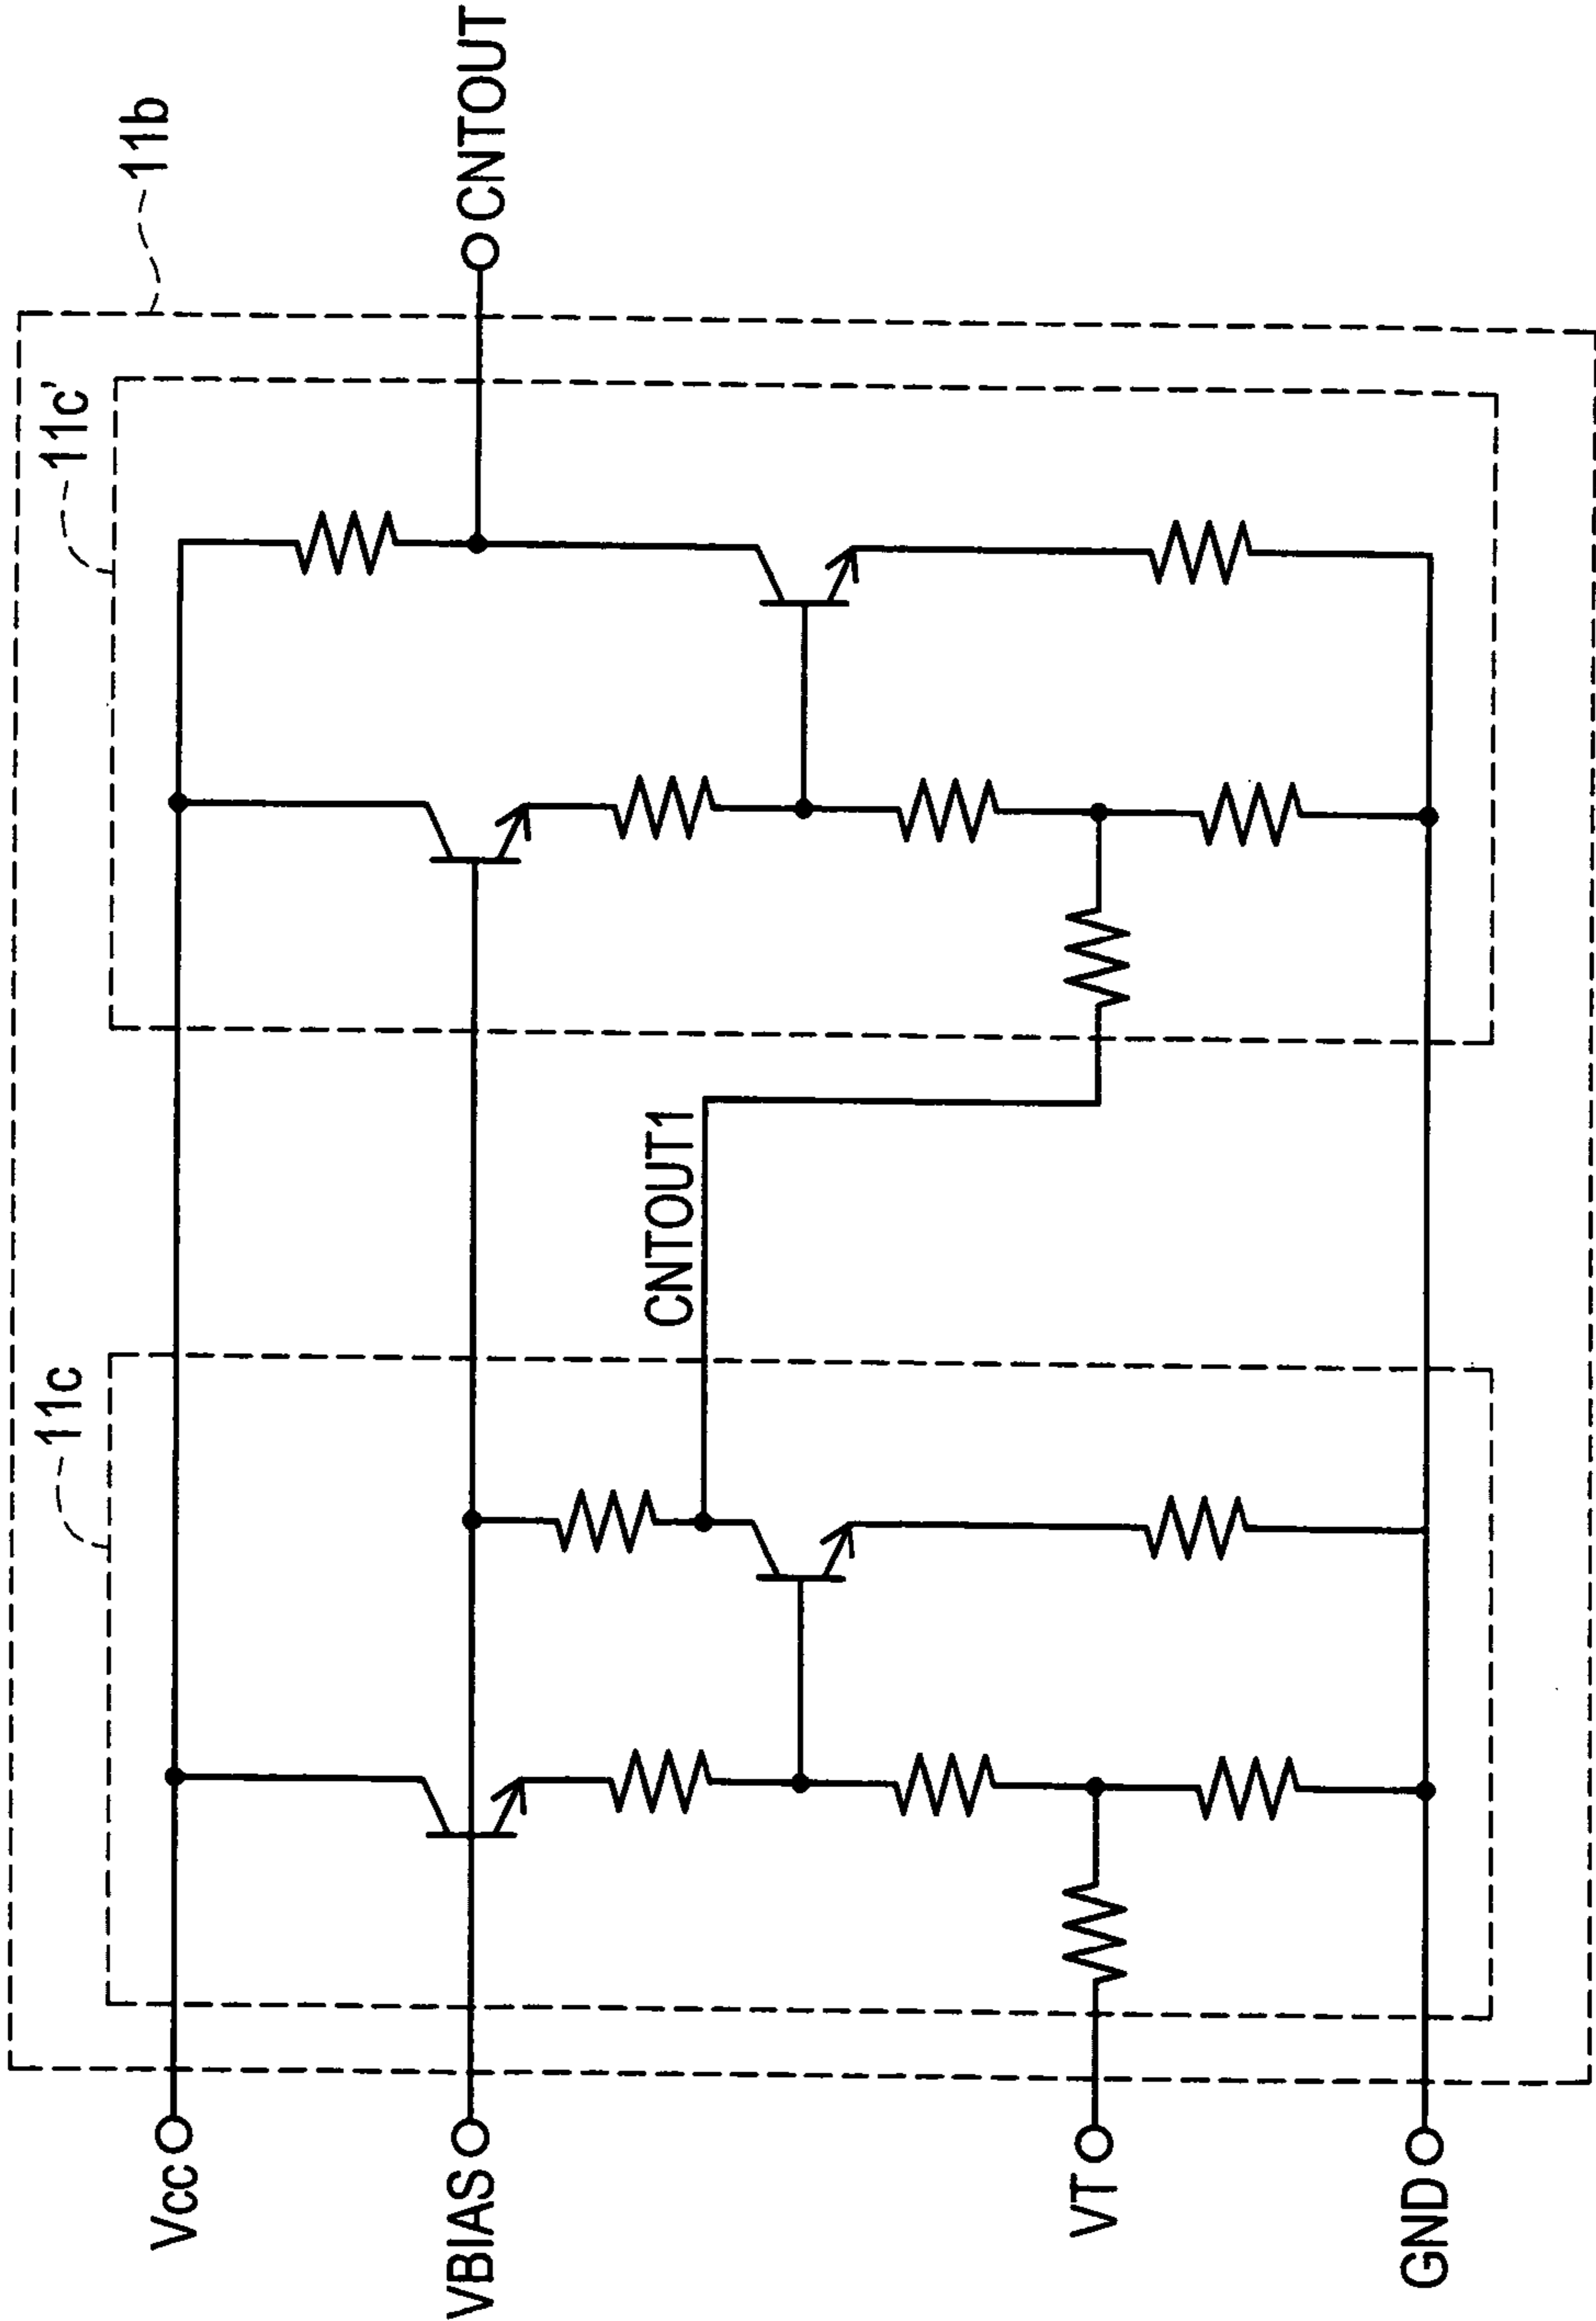 11b
11c
11c'
Vcc
VBIAS
CNTOUT
CNTOUT1
VT
GND